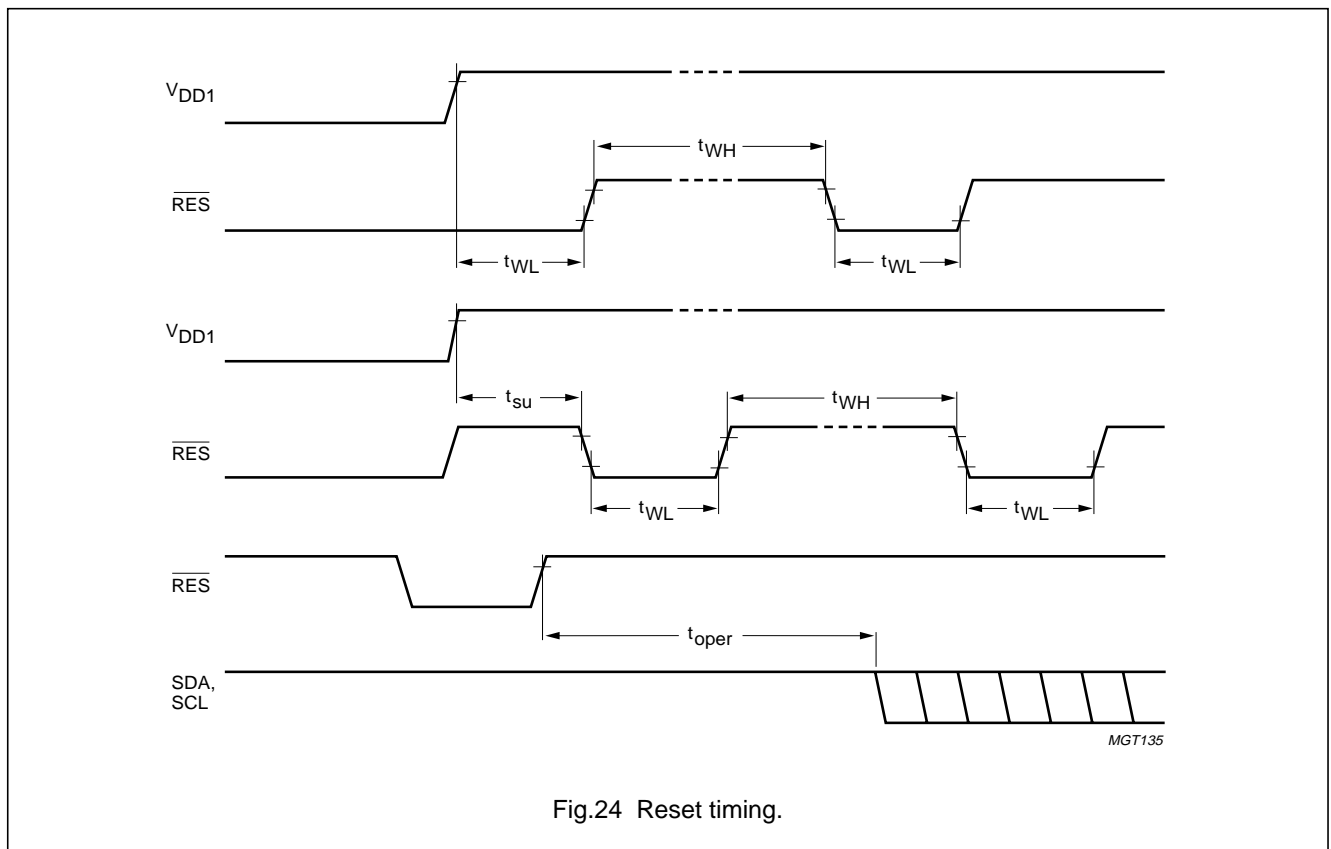 VDD1
tWH
RES
tWL
tWL
VDD1
tsu
tWH
RES
tWL
tWL
RES
toper
SDA,
SCL
MGT135
Fig.24 Reset timing.